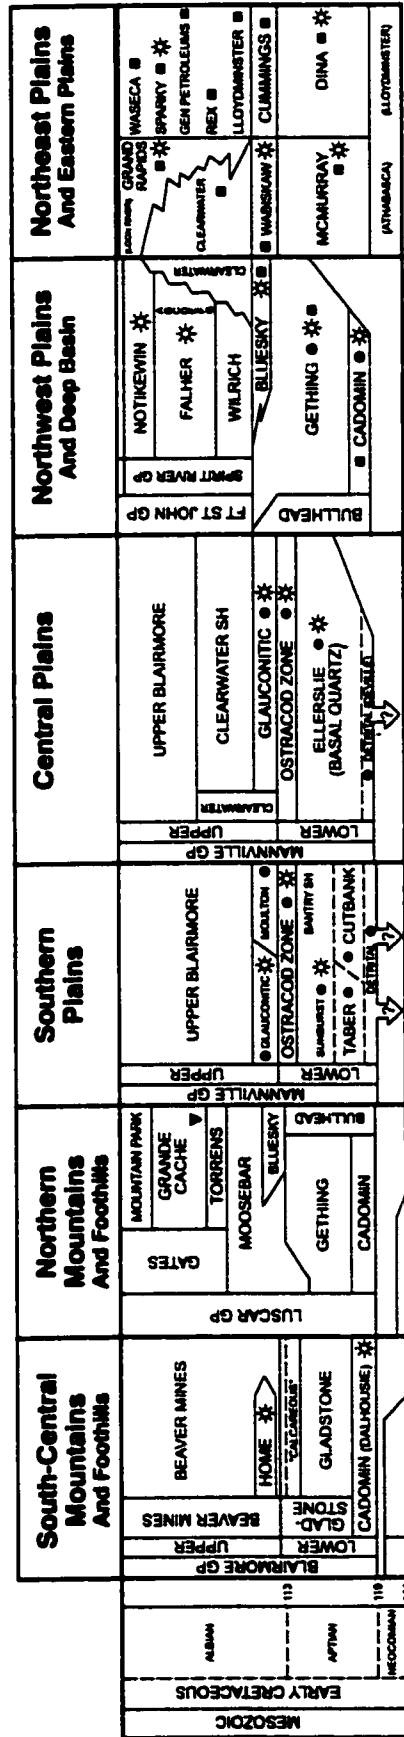 MESOZOIC
EARLY CRETACEOUS
ALBIAN
APTIAN
NEOCOMIAN
113
119
South-Central
Mountains
And Foothills
BLAIRMORE GP
UPPER
LOWER
BEAVER MINES
GLAD-
STONE
BEAVER MINES
HOME
"CALCAREOUS"
GLADSTONE
CADOMIN (DALHOUSIE)
Northern
Mountains
And Foothills
LUSCAR GP
GATES
MOUNTAIN PARK
GRANDE
CACHE
TORRENS
MOOSEBAR
BLUESKY
GETHING
CADOMIN
BULLHEAD
Southern
Plains
MANNVILLE GP
UPPER
LOWER
UPPER BLAIRMORE
GLAUCONITIC
MOULTON
OSTRACOD ZONE
BANTRY SH
SUNBURST
TABER
CUTBANK
DETRITAL
?
?
Central Plains
MANNVILLE GP
UPPER
LOWER
UPPER BLAIRMORE
CLEARWATER
CLEARWATER SH
GLAUCONITIC
OSTRACOD ZONE
ELLERSLIE
(BASAL QUARTZ)
DETRITAL (DEVILLE)
?
Northwest Plains
And Deep Basin
FT ST JOHN GP
SPIRIT RIVER GP
NOTIKEWIN
FALHER
WILRICH
CLEARWATER
BLUESKY
BULLHEAD
GETHING
CADOMIN
Northeast Plains
And Eastern Plains
GRAND
RAPIDS
CLEARWATER
WABISKAW
MCMURRAY
(ATHABASCA)
WASECA
SPARKY
GEN PETROLEUMS
REX
LLOYDMINSTER
CUMMINGS
DINA
(LLOYDMINSTER)